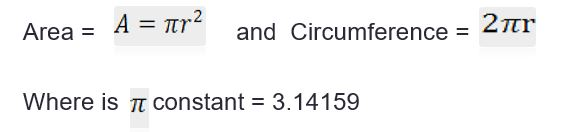 Area = A = πr² and Circumference = 2πr
Where is π constant = 3.14159